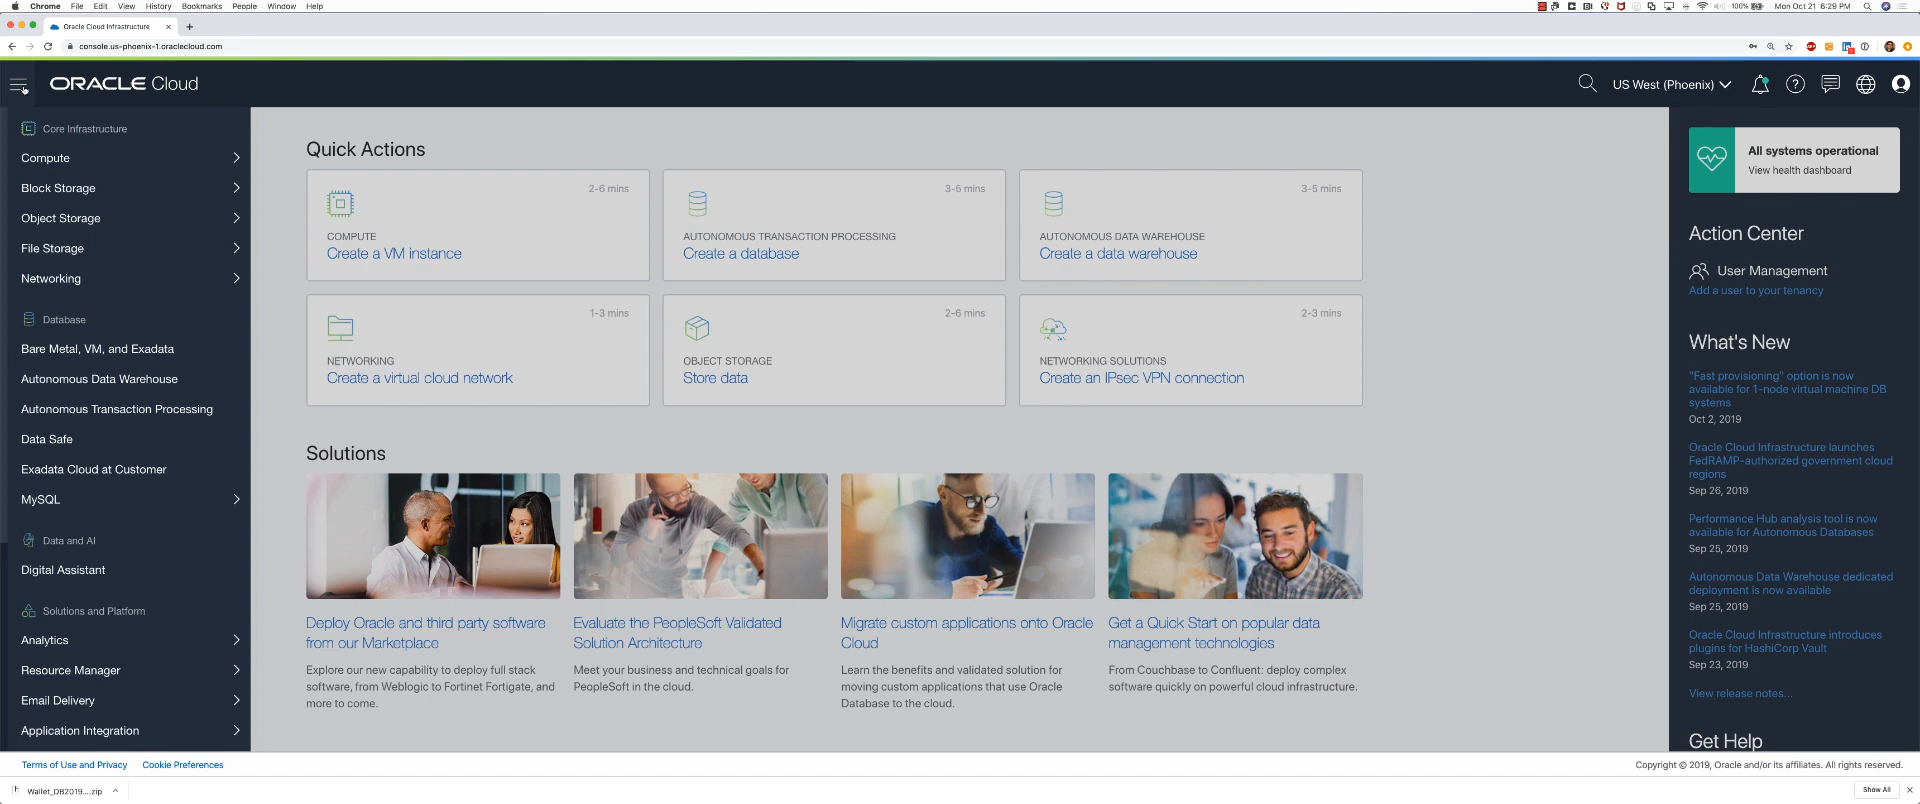 Chrome File Edit View History Bookmarks People Window Help
100% Mon Oct 21 6:29 PM
Oracle Cloud Infrastructure
console.us-phoenix-1.oraclecloud.com
ORACLE Cloud
US West (Phoenix)
Core Infrastructure
Compute
Block Storage
Object Storage
File Storage
Networking
Database
Bare Metal, VM, and Exadata
Autonomous Data Warehouse
Autonomous Transaction Processing
Data Safe
Exadata Cloud at Customer
MySQL
Data and AI
Digital Assistant
Solutions and Platform
Analytics
Resource Manager
Email Delivery
Application Integration
Quick Actions
2-6 mins
COMPUTE
Create a VM instance
3-5 mins
AUTONOMOUS TRANSACTION PROCESSING
Create a database
3-5 mins
AUTONOMOUS DATA WAREHOUSE
Create a data warehouse
1-3 mins
NETWORKING
Create a virtual cloud network
2-6 mins
OBJECT STORAGE
Store data
2-3 mins
NETWORKING SOLUTIONS
Create an IPsec VPN connection
Solutions
Deploy Oracle and third party software
from our Marketplace
Explore our new capability to deploy full stack
software, from Weblogic to Fortinet Fortigate, and
more to come.
Evaluate the PeopleSoft Validated
Solution Architecture
Meet your business and technical goals for
PeopleSoft in the cloud.
Migrate custom applications onto Oracle
Cloud
Learn the benefits and validated solution for
moving custom applications that use Oracle
Database to the cloud.
Get a Quick Start on popular data
management technologies
From Couchbase to Confluent: deploy complex
software quickly on powerful cloud infrastructure.
All systems operational
View health dashboard
Action Center
User Management
Add a user to your tenancy
What's New
"Fast provisioning" option is now
available for 1-node virtual machine DB
systems
Oct 2, 2019
Oracle Cloud Infrastructure launches
FedRAMP-authorized government cloud
regions
Sep 26, 2019
Performance Hub analysis tool is now
available for Autonomous Databases
Sep 25, 2019
Autonomous Data Warehouse dedicated
deployment is now available
Sep 25, 2019
Oracle Cloud Infrastructure introduces
plugins for HashiCorp Vault
Sep 23, 2019
View release notes...
Get Help
Terms of Use and Privacy Cookie Preferences
Copyright © 2019, Oracle and/or its affiliates. All rights reserved.
Wallet_DB2019....zip
Show All